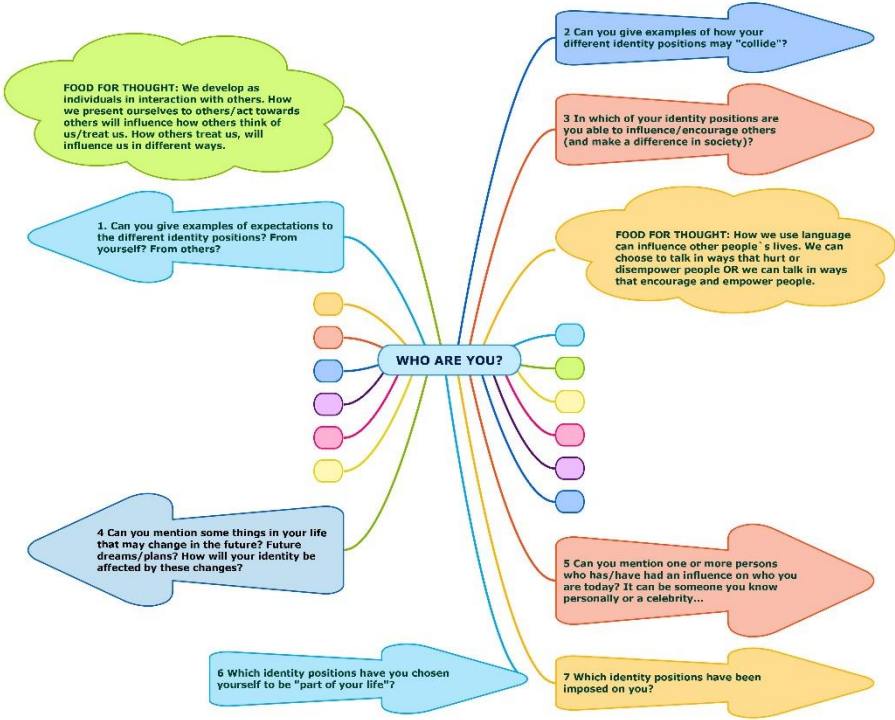 FOOD FOR THOUGHT: We develop as
individuals in interaction with others. How
we present ourselves to others/act towards
others will influence how others think of
us/treat us. How others treat us, will
influence us in different ways.
1. Can you give examples of expectations to
the different identity positions? From
yourself? From others?
2 Can you give examples of how your
different identity positions may "collide"?
3 In which of your identity positions are
you able to influence/encourage others
(and make a difference in society)?
FOOD FOR THOUGHT: How we use language
can influence other people`s lives. We can
choose to talk in ways that hurt or
disempower people OR we can talk in ways
that encourage and empower people.
WHO ARE YOU?
4 Can you mention some things in your life
that may change in the future? Future
dreams/plans? How will your identity be
affected by these changes?
5 Can you mention one or more persons
who has/have had an influence on who you
are today? It can be someone you know
personally or a celebrity...
6 Which identity positions have you chosen
yourself to be "part of your life"?
7 Which identity positions have been
imposed on you?